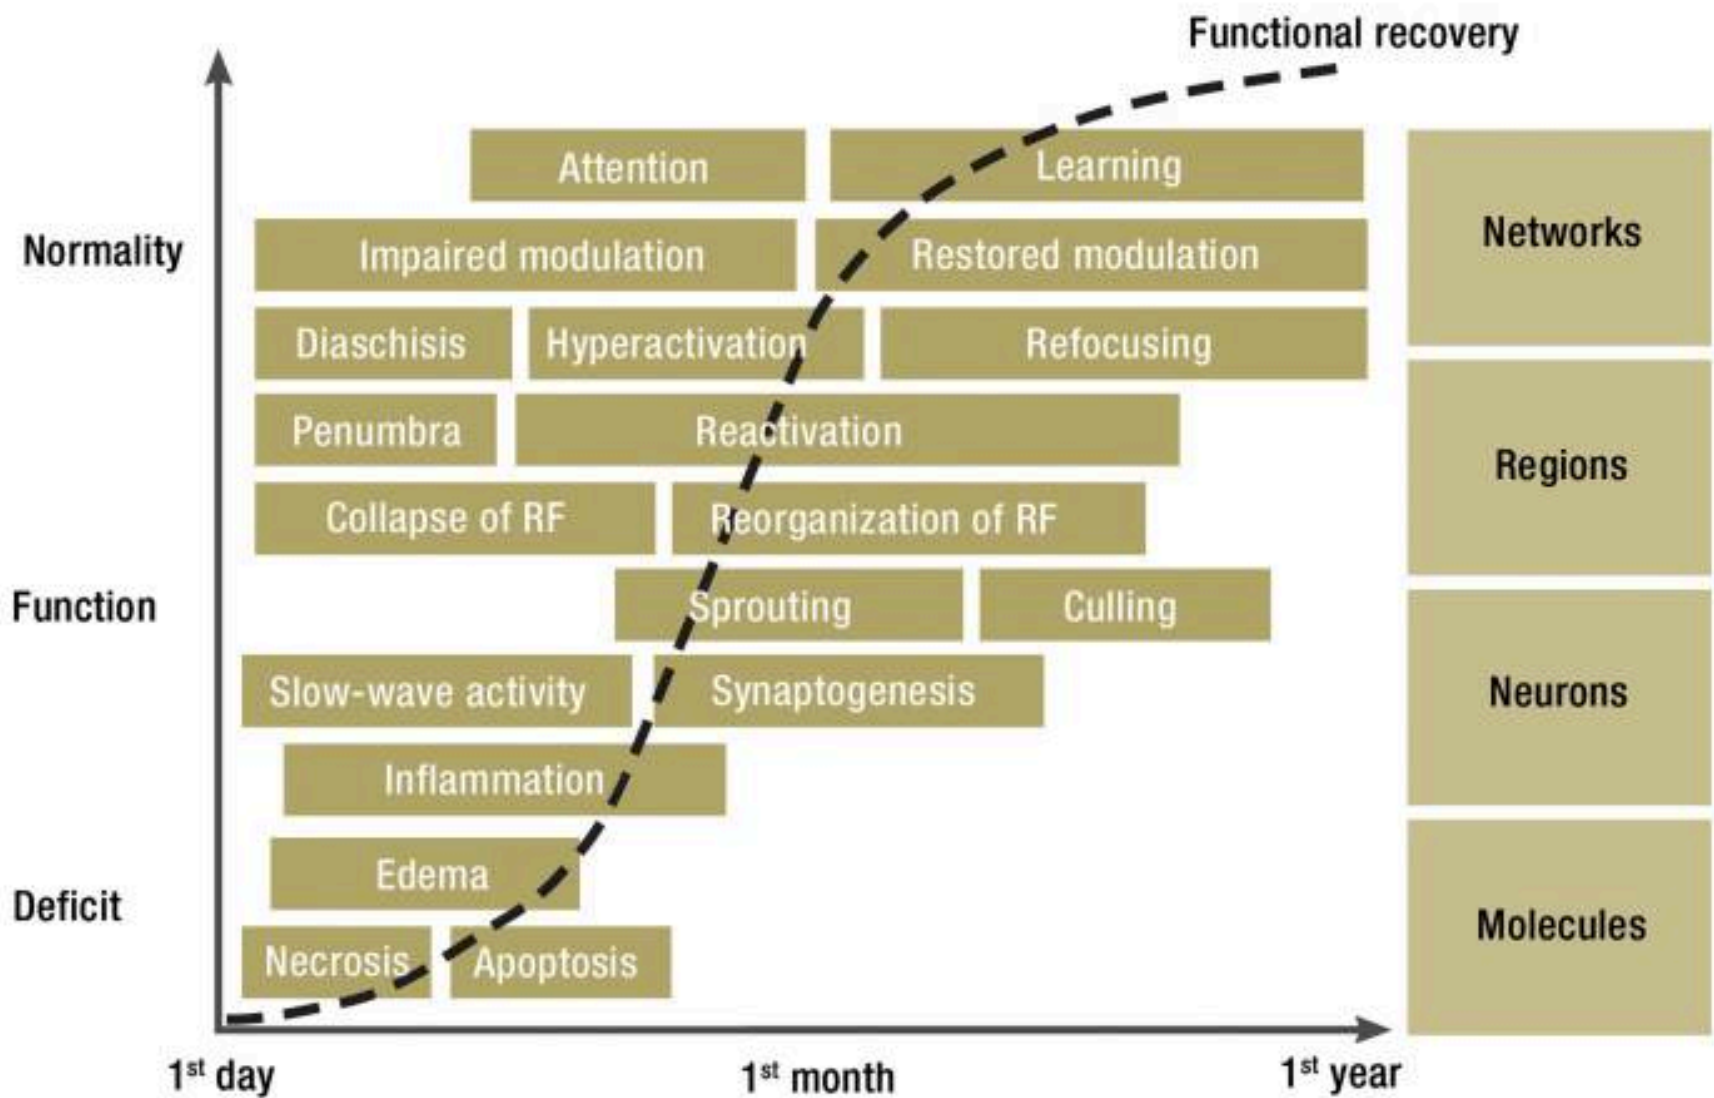 Functional recovery
Attention
Learning
Networks
Normality
Impaired modulation
Restored modulation
Diaschisis
Hyperactivation
Refocusing
Penumbra
Reactivation
Regions
Collapse of RF
Reorganization of RF
Function
Sprouting
Culling
Slow-wave activity
Synaptogenesis
Neurons
Inflammation
Edema
Deficit
Molecules
Necrosis
Apoptosis
1st day
1st month
1st year